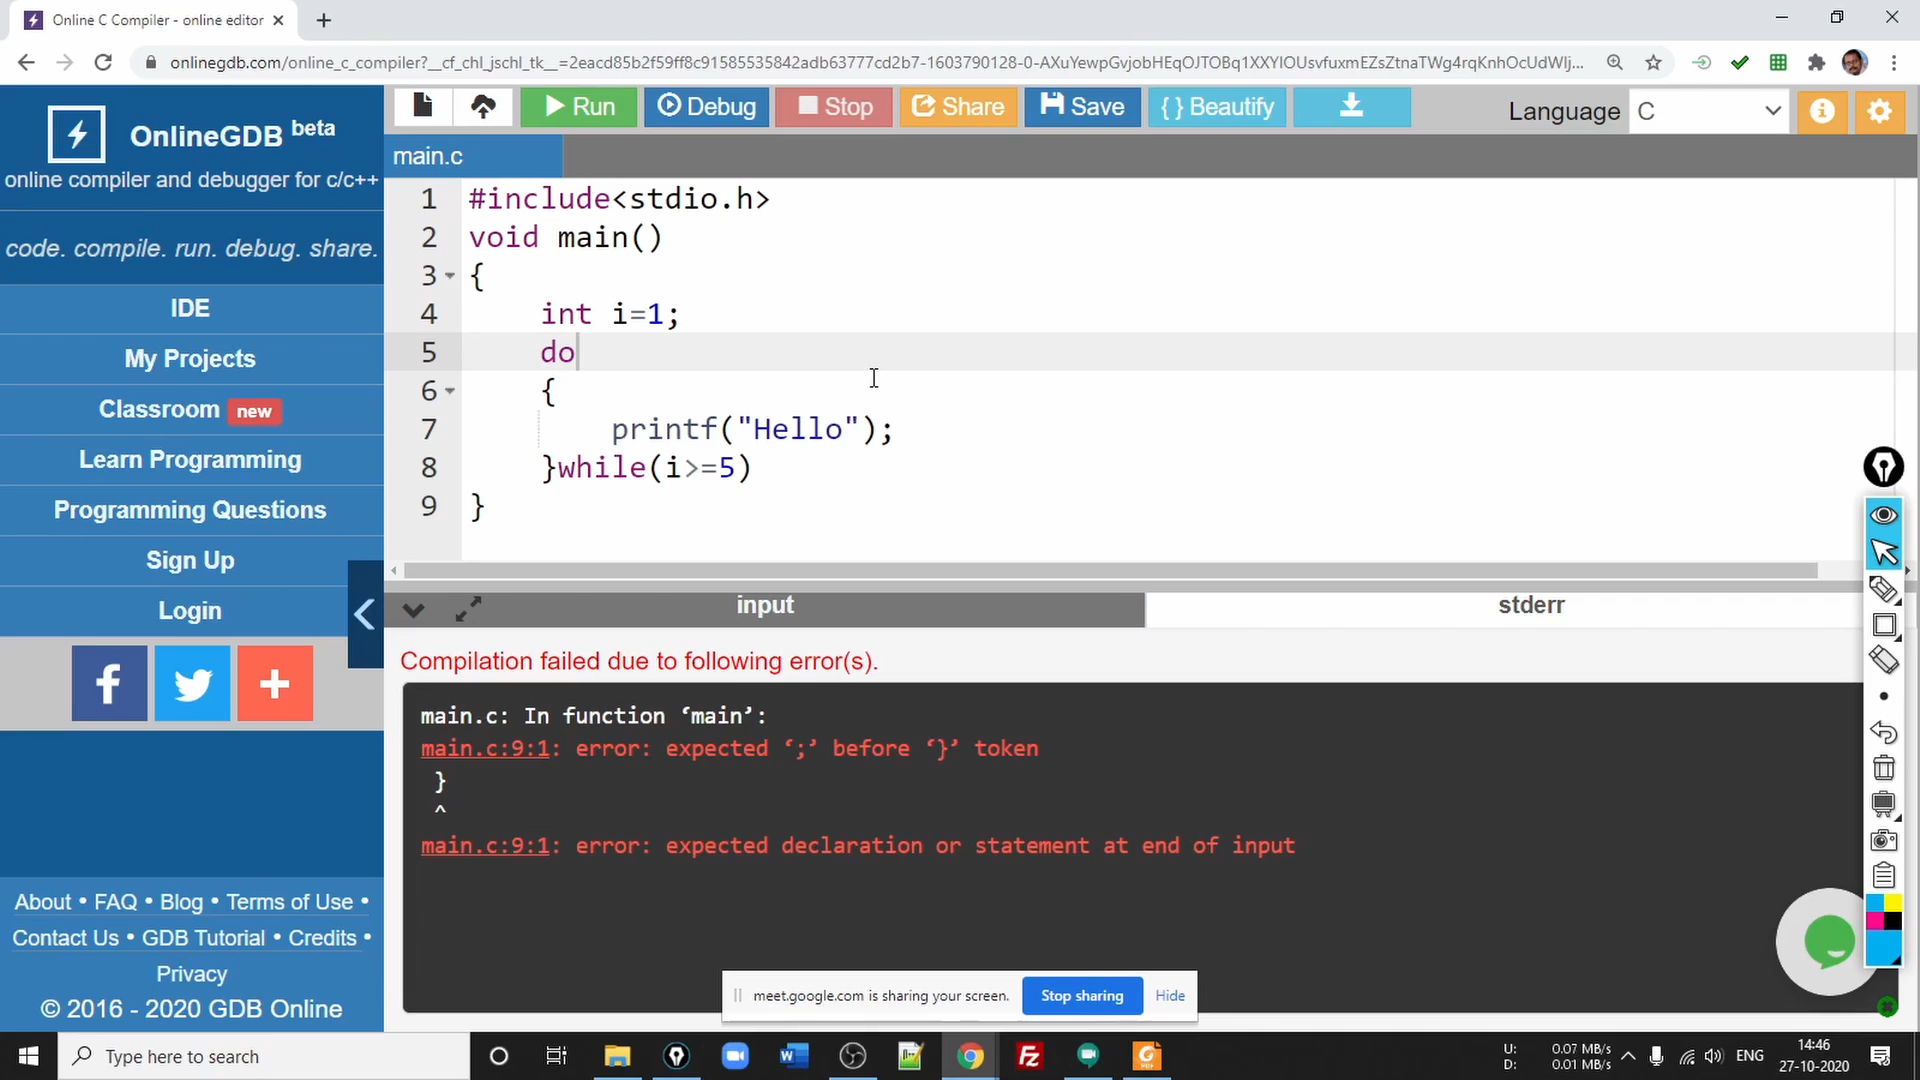 Online C Compiler - online editor
onlinegdb.com/online_c_compiler?__cf_chl_jschl_tk__=2eacd85b2f59ff8c91585535842adb63777cd2b7-1603790128-0-AXuYewpGvjobHEqOJTOBq1XXYIOUsvfuxmEZsZtnaTWg4rqKnhOcUdWIj...
OnlineGDB beta
online compiler and debugger for c/c++
code. compile. run. debug. share.
IDE
My Projects
Classroom new
Learn Programming
Programming Questions
Sign Up
Login
About • FAQ • Blog • Terms of Use •
Contact Us • GDB Tutorial • Credits •
Privacy
© 2016 - 2020 GDB Online
Run Debug Stop Share Save { } Beautify Language C
main.c
1 #include<stdio.h>
2 void main()
3 {
4 int i=1;
5 do
6 {
7 printf("Hello");
8 }while(i>=5)
9 }
input stderr
Compilation failed due to following error(s).
main.c: In function ‘main’:
main.c:9:1: error: expected ‘;’ before ‘}’ token
}
^
main.c:9:1: error: expected declaration or statement at end of input
meet.google.com is sharing your screen. Stop sharing Hide
Type here to search
U: 0.07 MB/s
D: 0.01 MB/s
ENG
14:46
27-10-2020